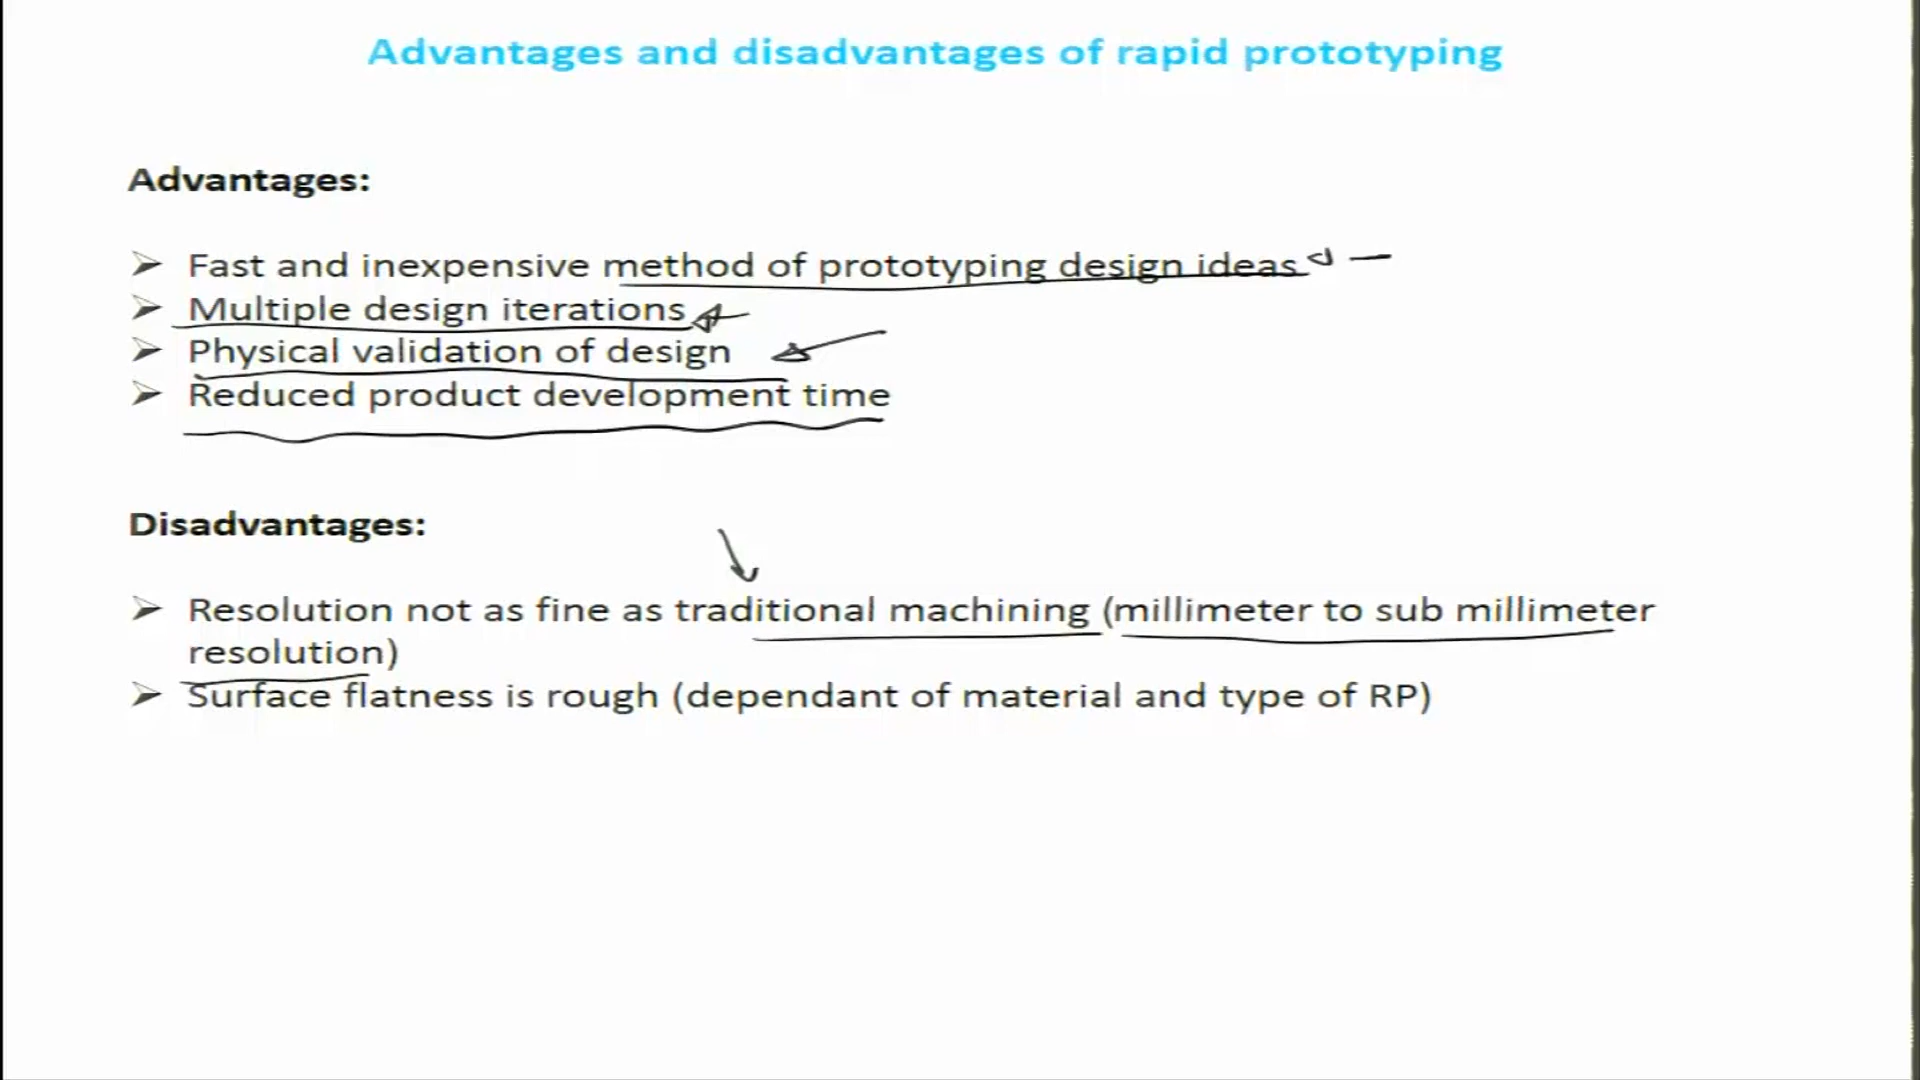 Advantages and disadvantages of rapid prototyping
Advantages:
➢ Fast and inexpensive method of prototyping design ideas
➢ Multiple design iterations
➢ Physical validation of design
➢ Reduced product development time
Disadvantages:
➢ Resolution not as fine as traditional machining (millimeter to sub millimeter
resolution)
➢ Surface flatness is rough (dependant of material and type of RP)